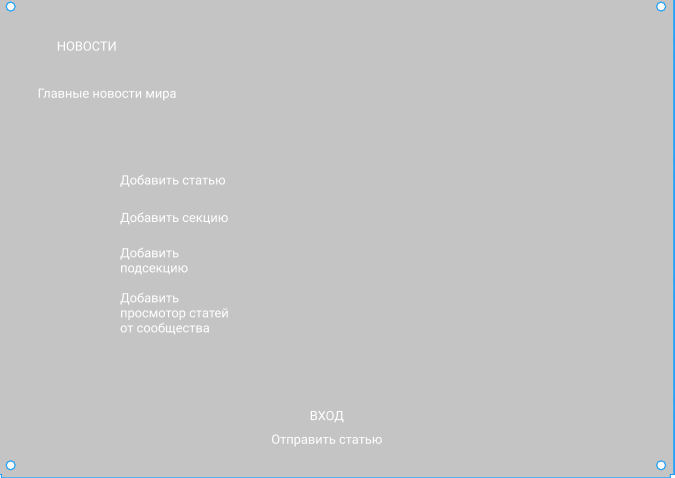 НОВОСТИ
Главные новости мира
Добавить статью
Добавить секцию
Добавить
подсекцию
Добавить
просмотор статей
от сообщества
ВХОД
Отправить статью